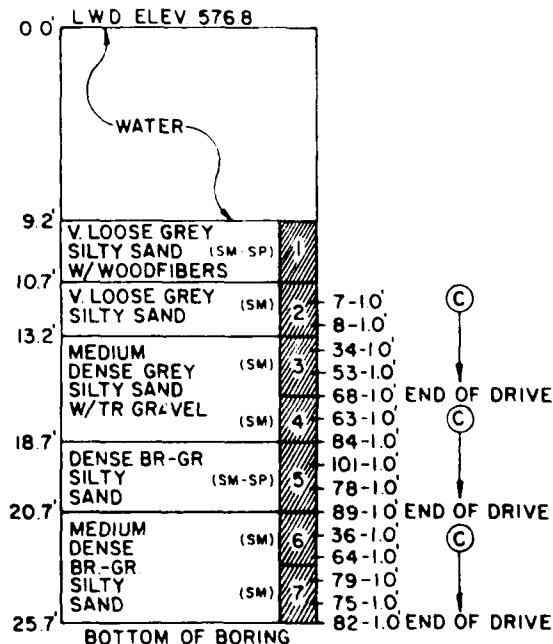 LWD ELEV 576.8
0 0'
WATER
9.2'
V. LOOSE GREY
SILTY SAND (SM-SP) 1
W/WOODFIBERS
10.7'
V. LOOSE GREY
SILTY SAND (SM) 2
7-1.0'
8-1.0'
C
13.2'
MEDIUM
DENSE GREY (SM) 3
SILTY SAND
W/TR GRAVEL (SM) 4
34-1.0'
53-1.0'
68-1.0' END OF DRIVE
63-1.0'
C
18.7' 84-1.0'
DENSE BR-GR
SILTY (SM-SP) 5
SAND
101-1.0'
78-1.0'
20.7' 89-1.0' END OF DRIVE
MEDIUM
DENSE (SM) 6
BR.-GR
SILTY (SM) 7
SAND
36-1.0'
C
64-1.0'
79-1.0'
75-1.0'
25.7' 82-1.0' END OF DRIVE
BOTTOM OF BORING